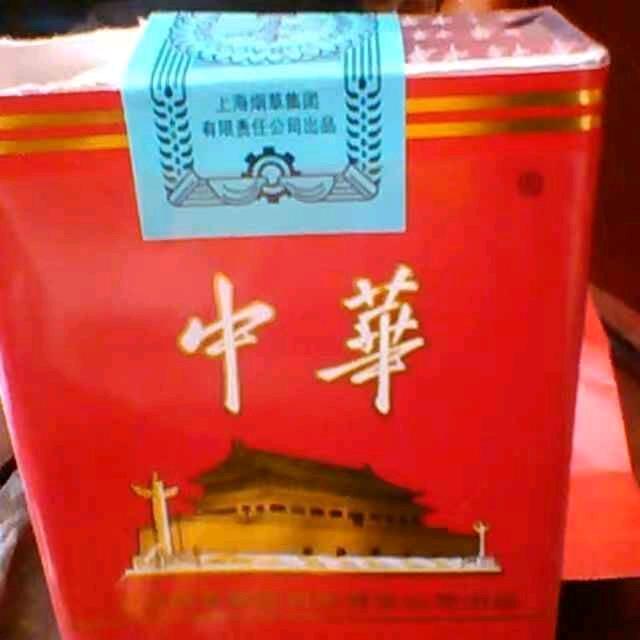 上海烟草集团
有限责任公司出品
中華